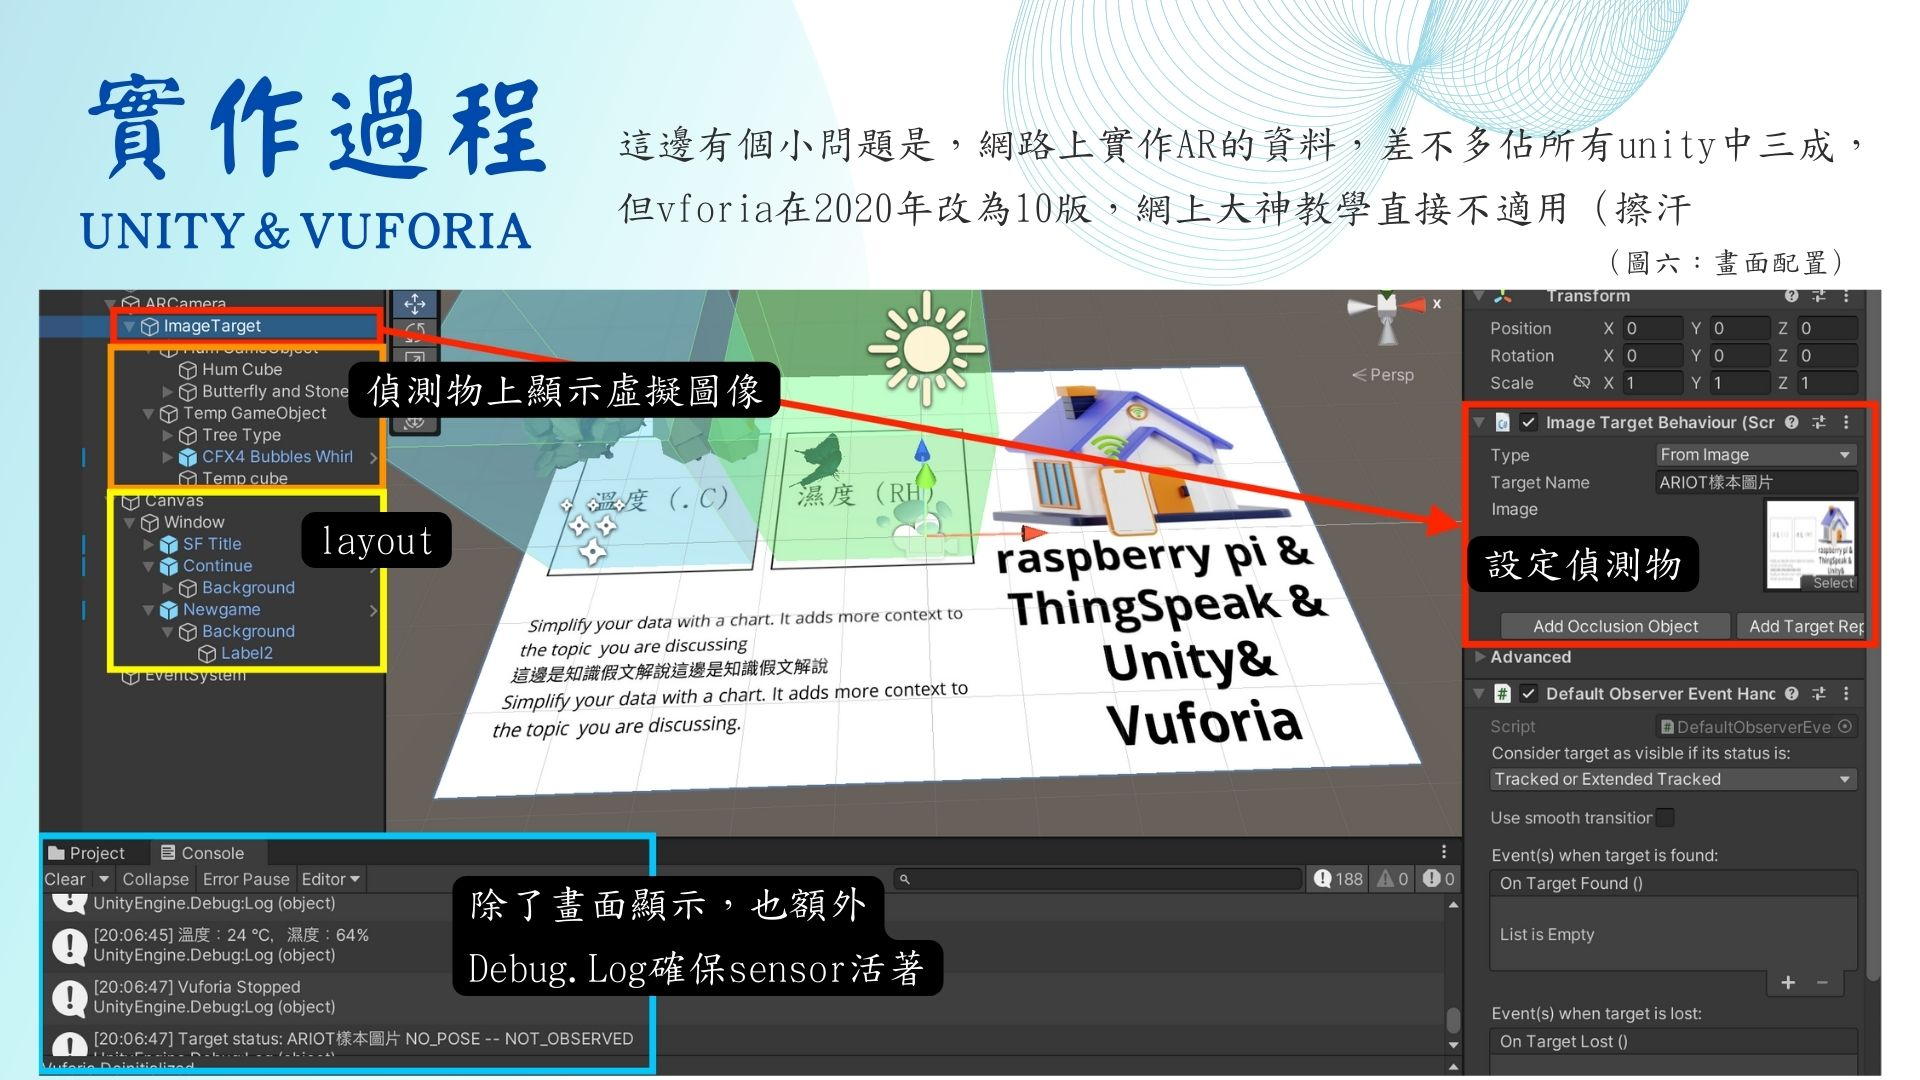 實作過程
UNITY & VUFORIA
這邊有個小問題是，網路上實作AR的資料，差不多佔所有unity中三成，
但vforia在2020年改為10版，網上大神教學直接不適用（擦汗
（圖六：畫面配置）
ARCamera
ImageTarget
Hum GameObject
Hum Cube
Butterfly and Stone
Temp GameObject
Tree Type
CFX4 Bubbles Whirl
Temp cube
Canvas
Window
SF Title
Continue
Background
Newgame
Background
Label2
EventSystem
偵測物上顯示虛擬圖像
layout
x
Persp
溫度（.C）
濕度（RH）
raspberry pi &
ThingSpeak &
Unity&
Vuforia
Simplify your data with a chart. It adds more context to
the topic you are discussing
這邊是知識假文解說這邊是知識假文解說
Simplify your data with a chart. It adds more context to
the topic you are discussing.
Transform
Position X 0 Y 0 Z 0
Rotation X 0 Y 0 Z 0
Scale X 1 Y 1 Z 1
Image Target Behaviour (Scr
Type From Image
Target Name ARIOT樣本圖片
Image
Select
設定偵測物
Add Occlusion Object Add Target Rep
Advanced
Default Observer Event Hanc
Script DefaultObserverEve
Consider target as visible if its status is:
Tracked or Extended Tracked
Use smooth transition
Event(s) when target is found:
On Target Found ()
List is Empty
Event(s) when target is lost:
On Target Lost ()
Project Console
Clear Collapse Error Pause Editor
188 0 0
UnityEngine.Debug:Log (object)
[20:06:45] 溫度：24 ℃, 濕度：64%
UnityEngine.Debug:Log (object)
[20:06:47] Vuforia Stopped
UnityEngine.Debug:Log (object)
[20:06:47] Target status: ARIOT樣本圖片 NO_POSE -- NOT_OBSERVED
Vuforia Deinitialized
除了畫面顯示，也額外
Debug.Log確保sensor活著